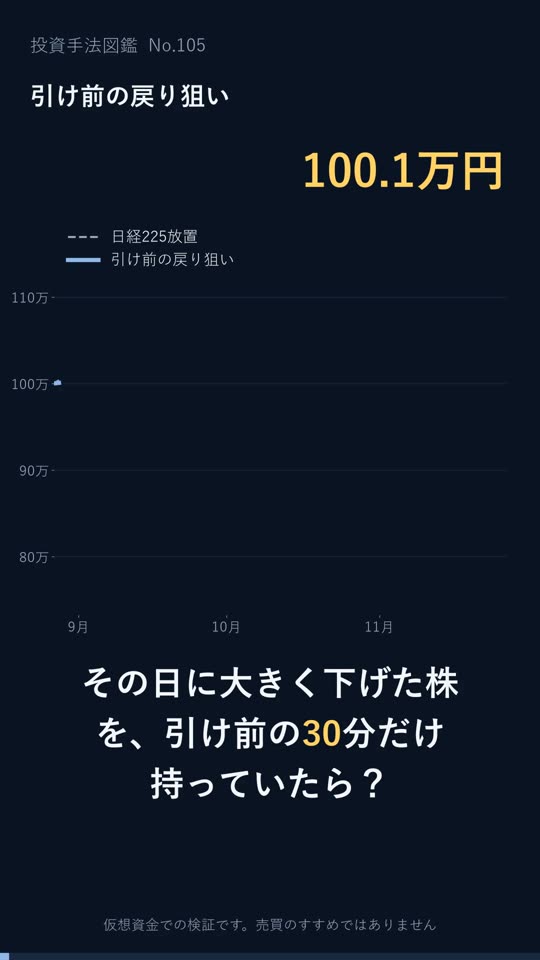 投資手法図鑑 No.105
引け前の戻り狙い
100.1万円
日経225放置
引け前の戻り狙い
110万
100万
90万
80万
9月 10月 11月
その日に大きく下げた株
を、引け前の30分だけ
持っていたら？
仮想資金での検証です。売買のすすめではありません